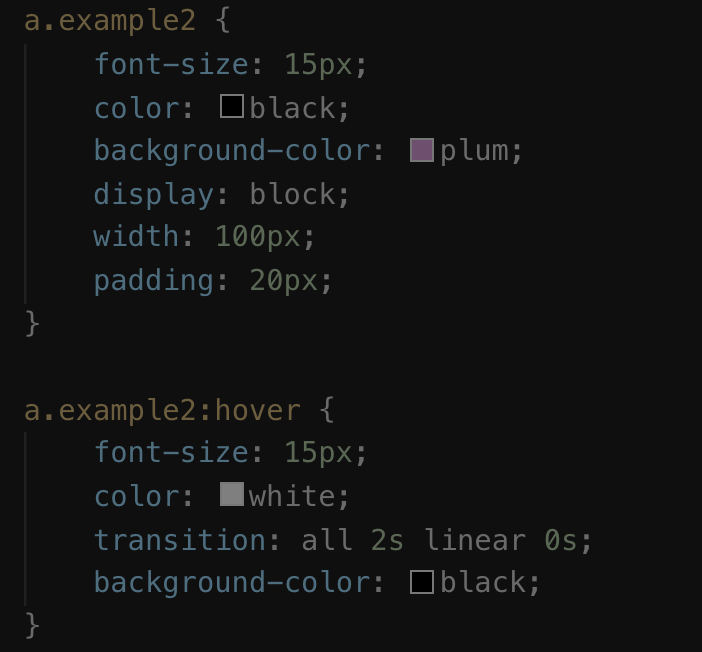 a.example2 {
    font-size: 15px;
    color: black;
    background-color: plum;
    display: block;
    width: 100px;
    padding: 20px;
}

a.example2:hover {
    font-size: 15px;
    color: white;
    transition: all 2s linear 0s;
    background-color: black;
}